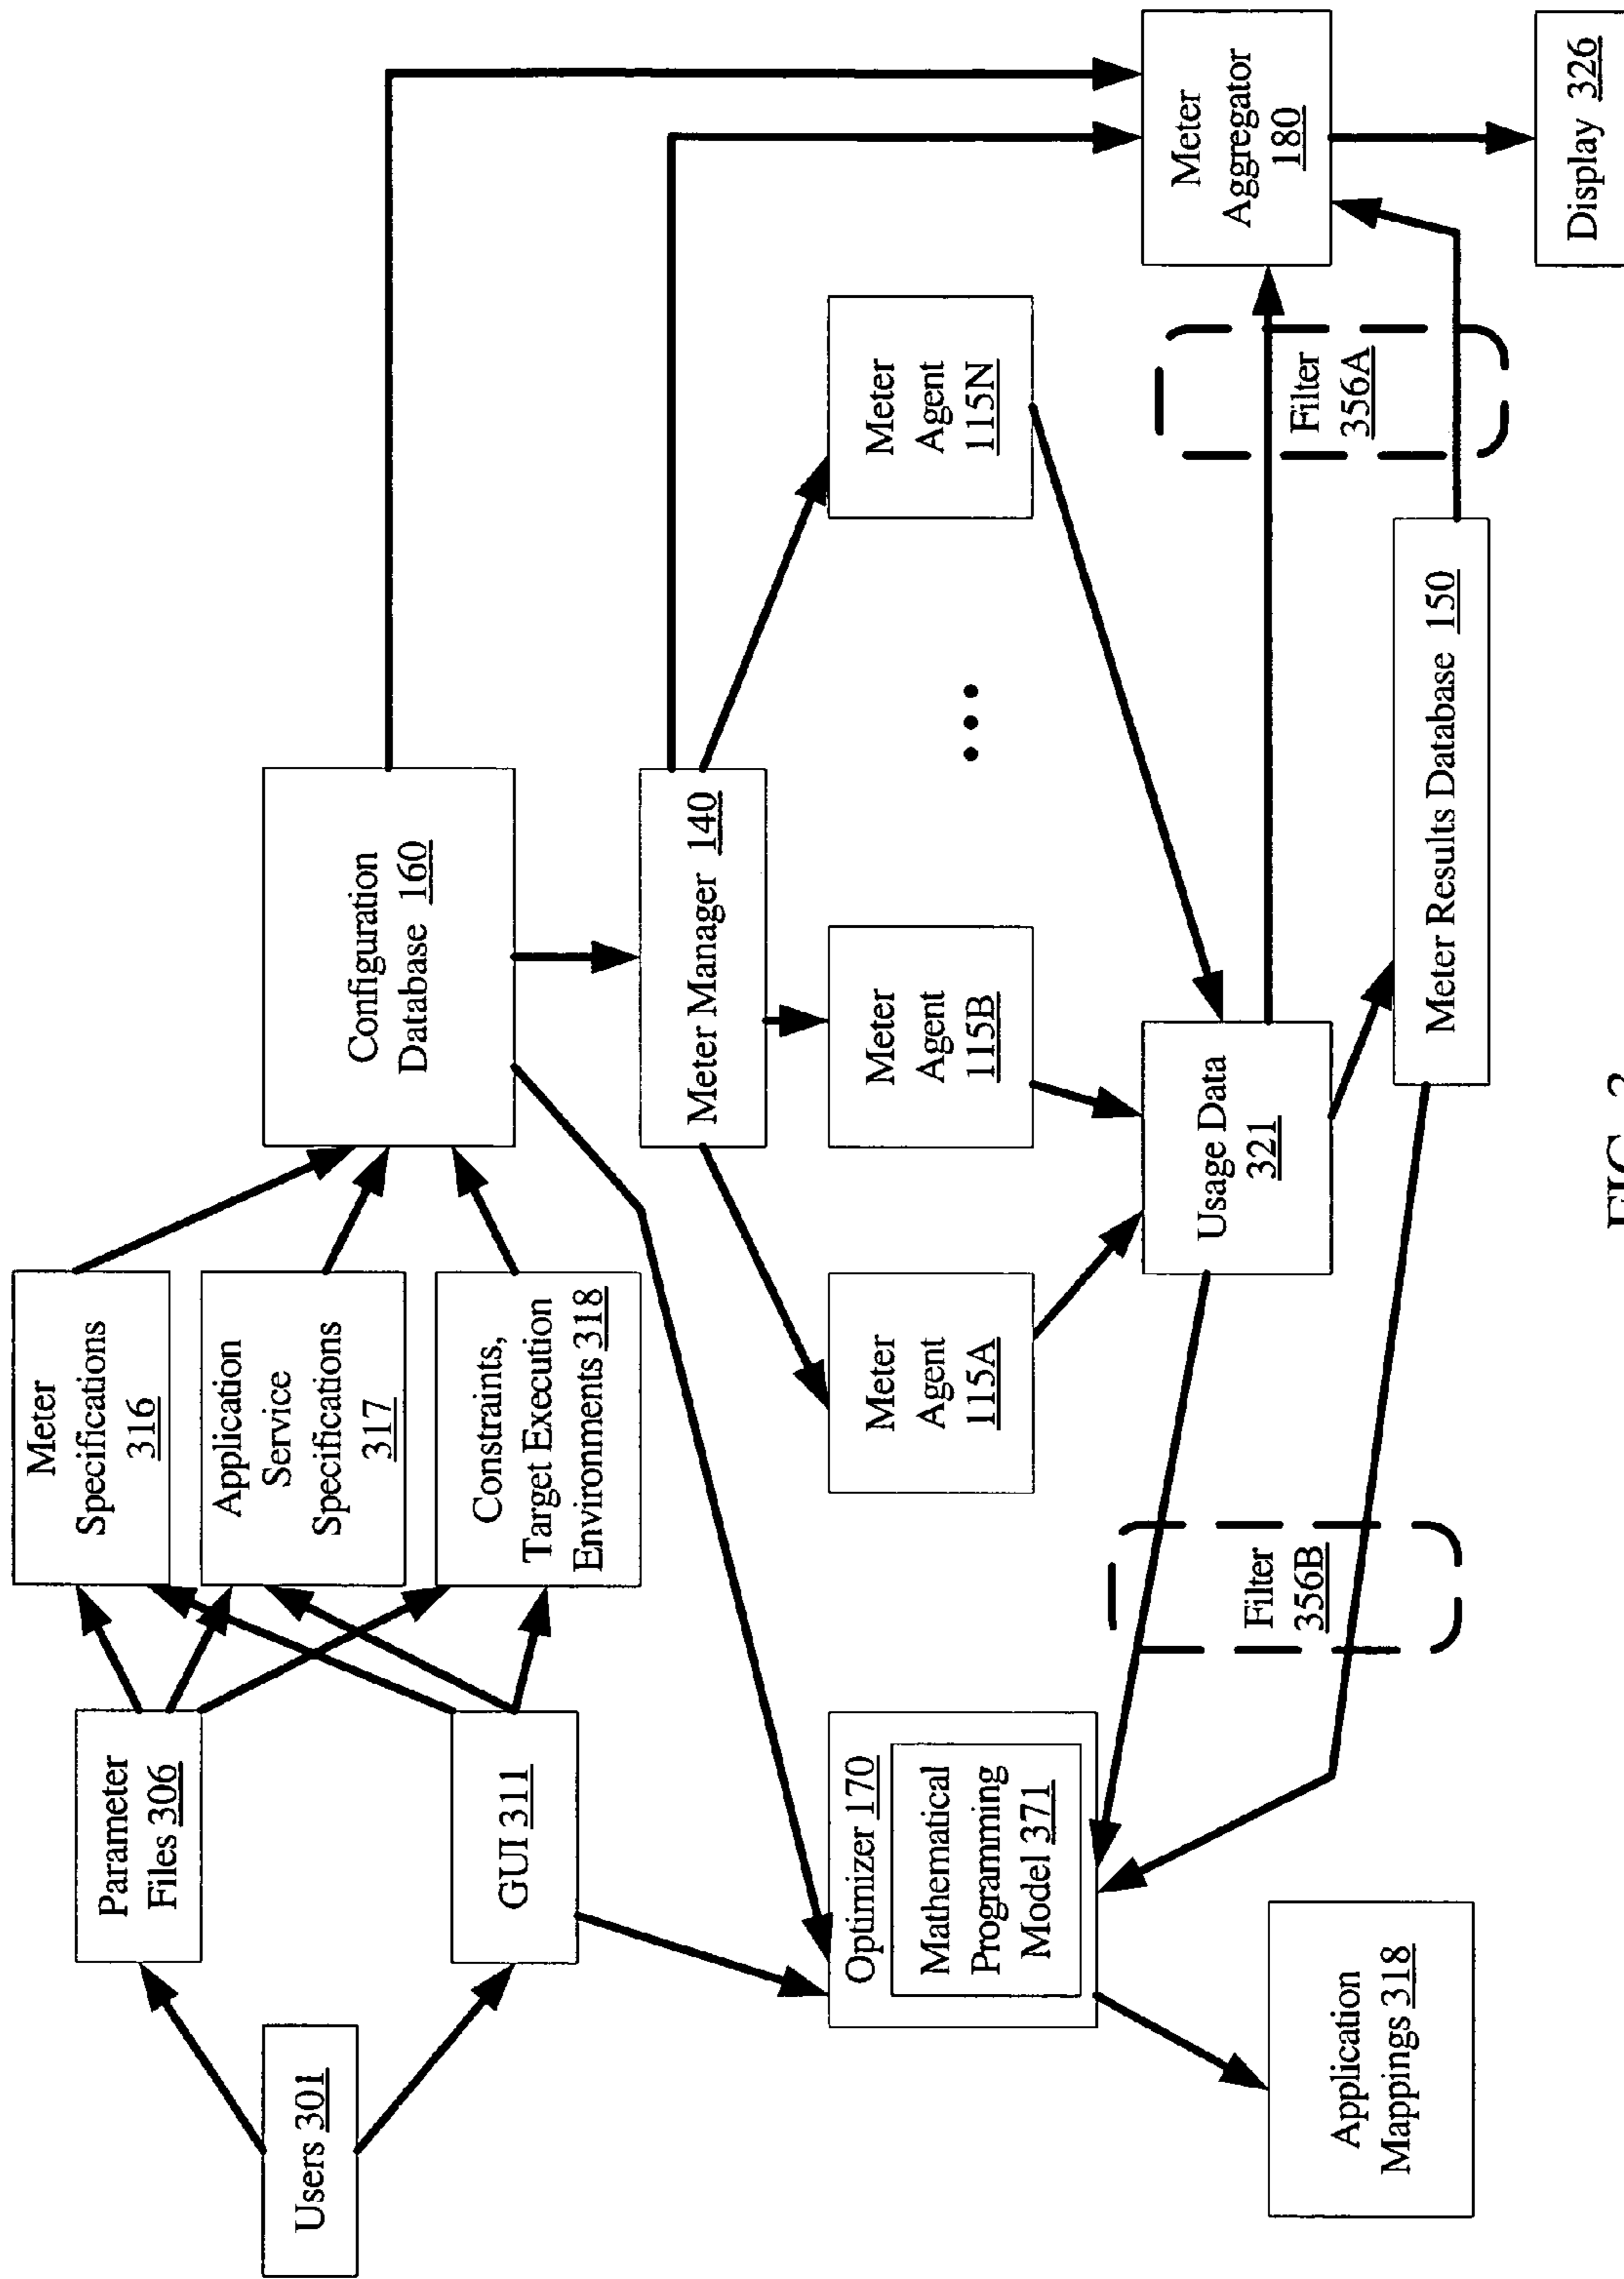 Users 301
Parameter
Files 306
GUI 311
Meter
Specifications
316
Application
Service
Specifications
317
Constraints,
Target Execution
Environments 318
Configuration
Database 160
Meter Manager 140
Optimizer 170
Mathematical
Programming
Model 371
Meter
Agent
115A
Meter
Agent
115B
• • •
Meter
Agent
115N
Application
Mappings 318
Filter
356B
Usage Data
321
Filter
356A
Meter
Aggregator
180
Meter Results Database 150
Display 326